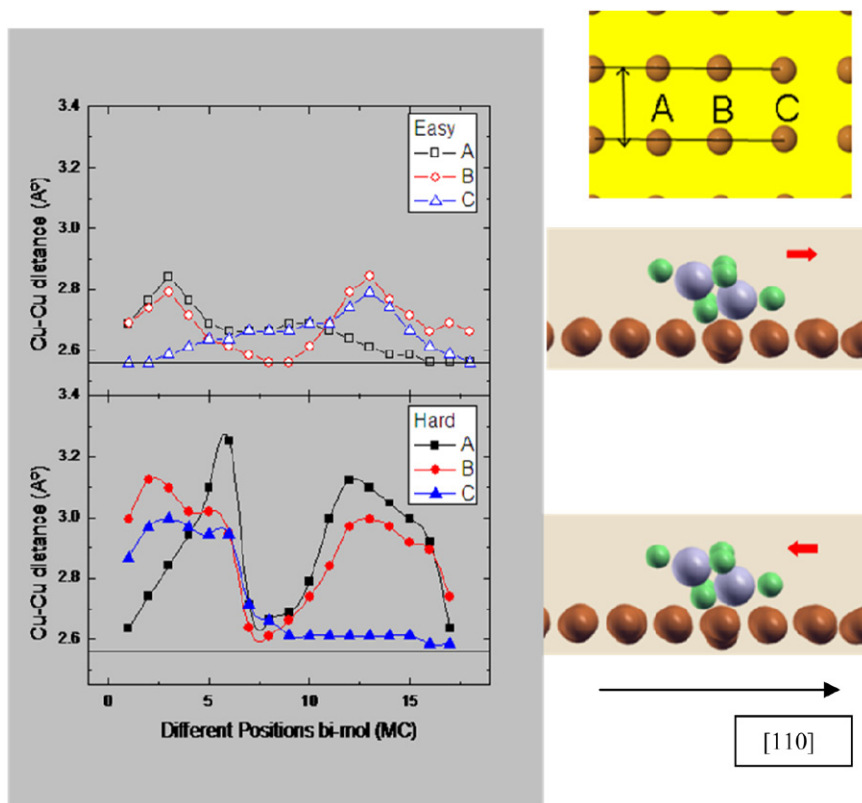 3.4
Easy
A
B
C
3.2
3.0
2.8
2.6
Cu-Cu distance (Aº)
3.4
Hard
A
B
C
3.2
3.0
2.8
2.6
Cu-Cu distance (Aº)
0 5 10 15
Different Positions bi-mol (MC)
A B C
[110]